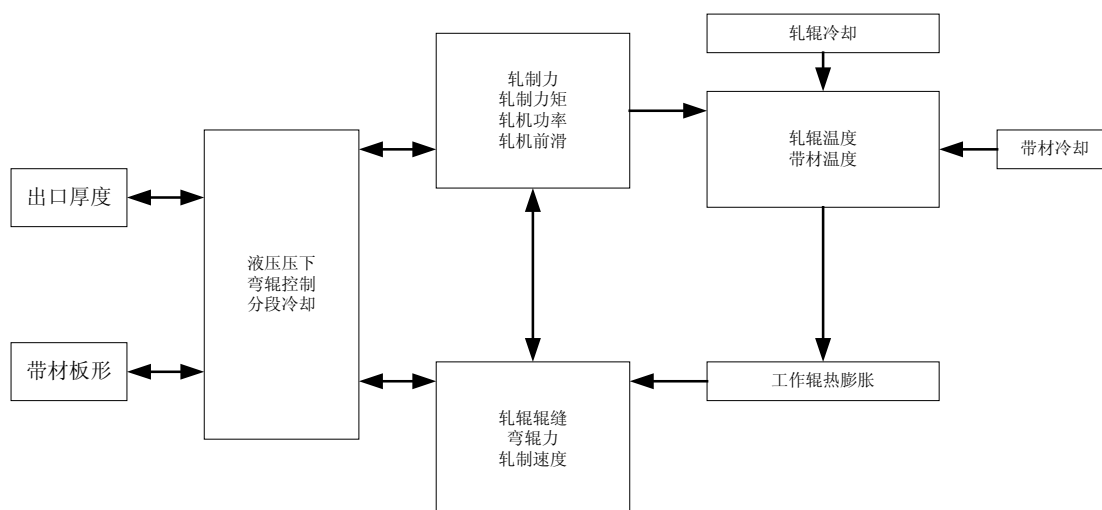 轧辊冷却
轧制力
轧制力矩
轧机功率
轧机前滑
轧辊温度
带材温度
带材冷却
出口厚度
液压压下
弯辊控制
分段冷却
带材板形
工作辊热膨胀
轧辊辊缝
弯辊力
轧制速度